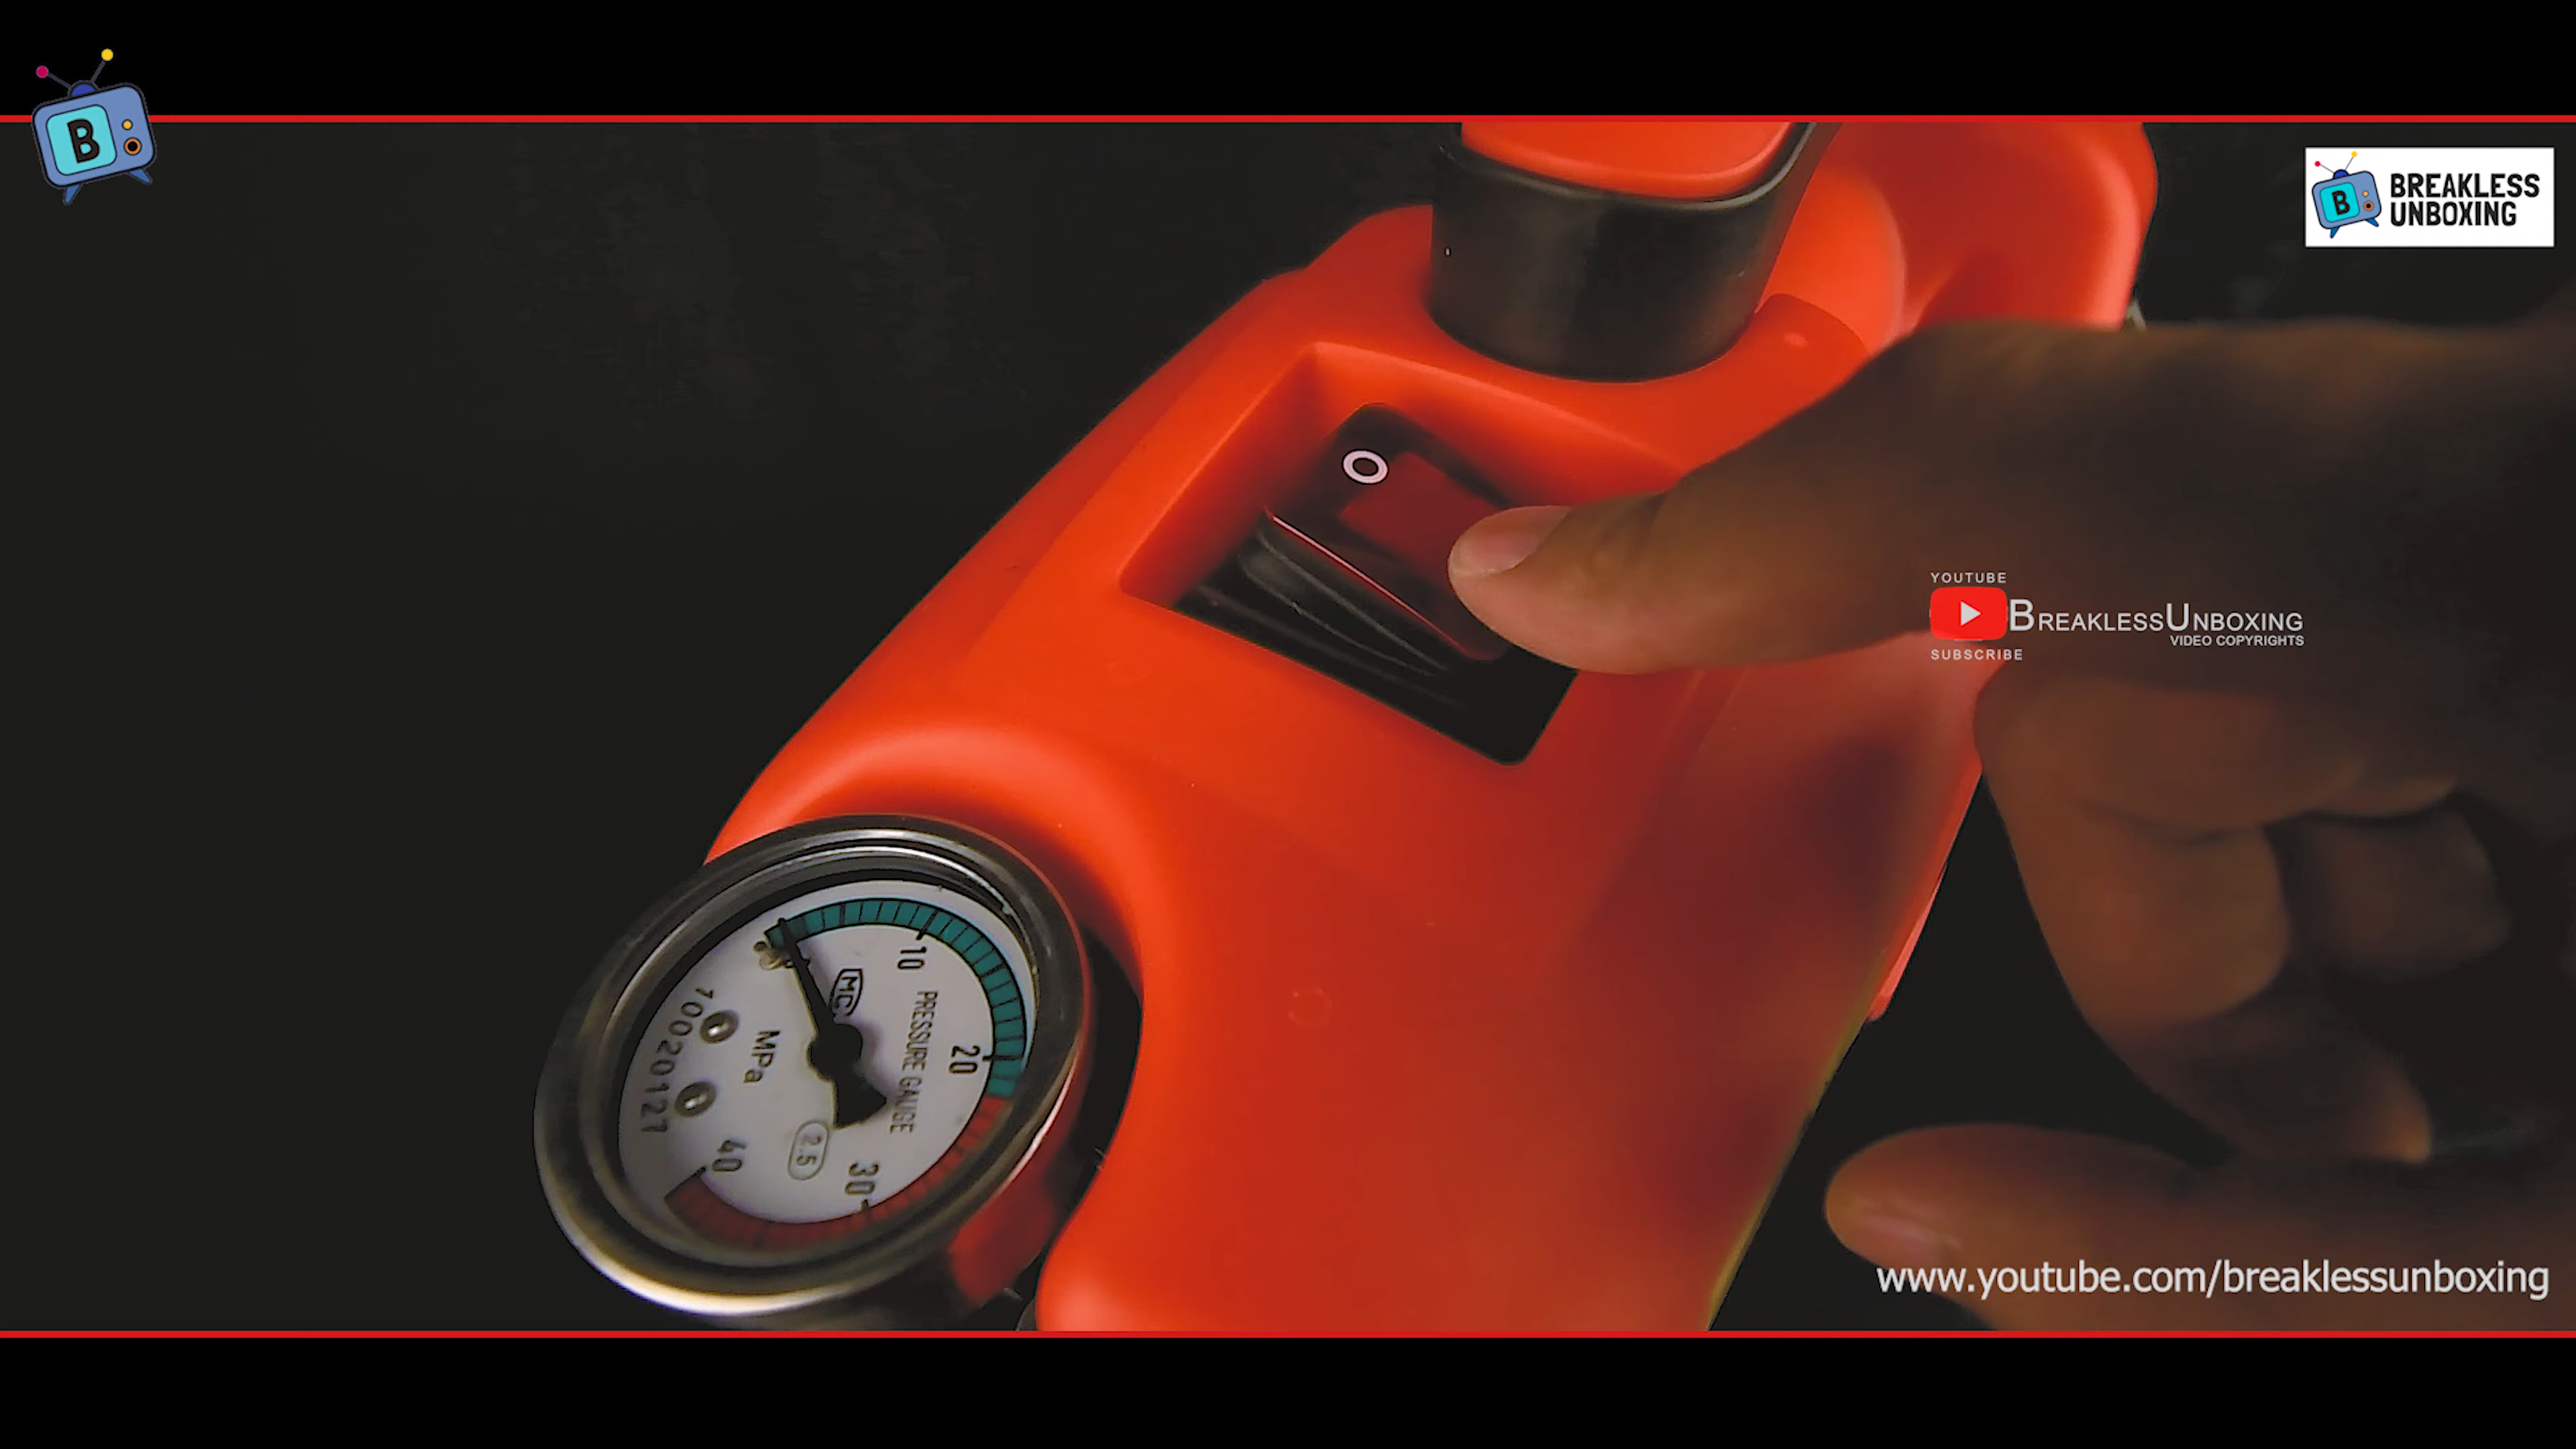 B
B BREAKLESS
UNBOXING
O
YOUTUBE
BREAKLESSUNBOXING
VIDEO COPYRIGHTS
SUBSCRIBE
10
20
30
40
PRESSURE GAUGE
MPa
2.5
www.youtube.com/breaklessunboxing